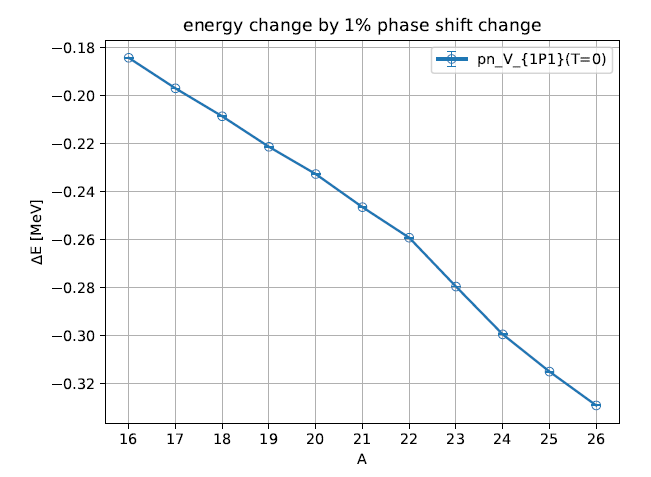 energy change by 1% phase shift change
pn_V_{1P1}(T=0)
ΔE [MeV]
−0.18
−0.20
−0.22
−0.24
−0.26
−0.28
−0.30
−0.32
16 17 18 19 20 21 22 23 24 25 26
A